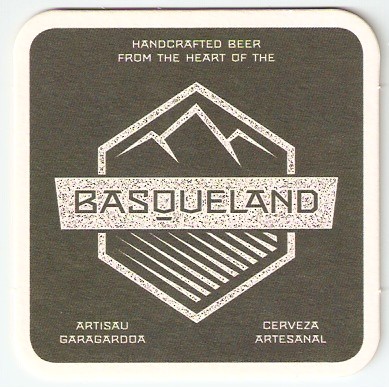 HANDCRAFTED BEER
FROM THE HEART OF THE
BASQUELAND
ARTISAU
GARAGARDOA
CERVEZA
ARTESANAL